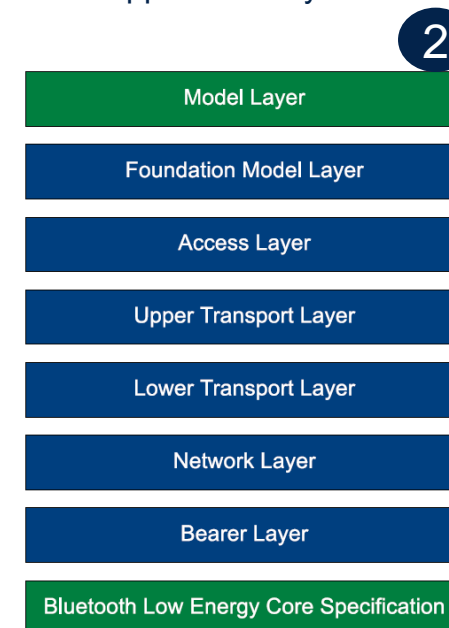 2
Model Layer
Foundation Model Layer
Access Layer
Upper Transport Layer
Lower Transport Layer
Network Layer
Bearer Layer
Bluetooth Low Energy Core Specification